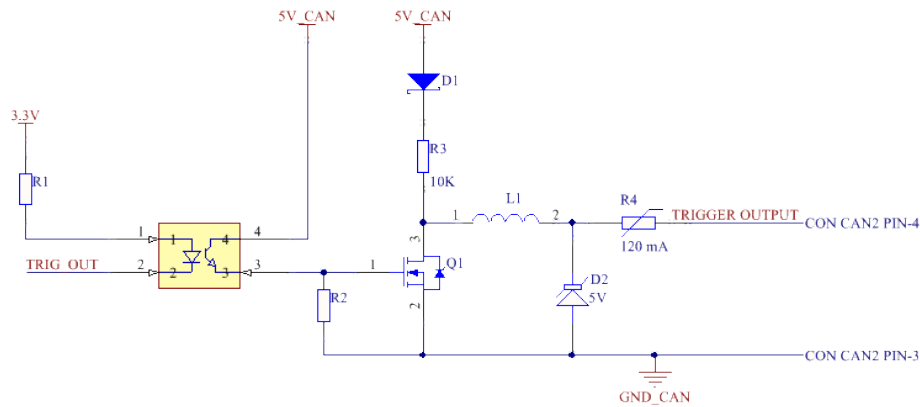 5V_CAN
5V_CAN
D1
3.3V
R3
R1
10K
L1
R4
1
2
TRIGGER OUTPUT
CON CAN2 PIN-4
1
1
4
4
120 mA
3
TRIG_OUT
2
2
3
3
1
Q1
D2
R2
2
5V
CON CAN2 PIN-3
GND_CAN